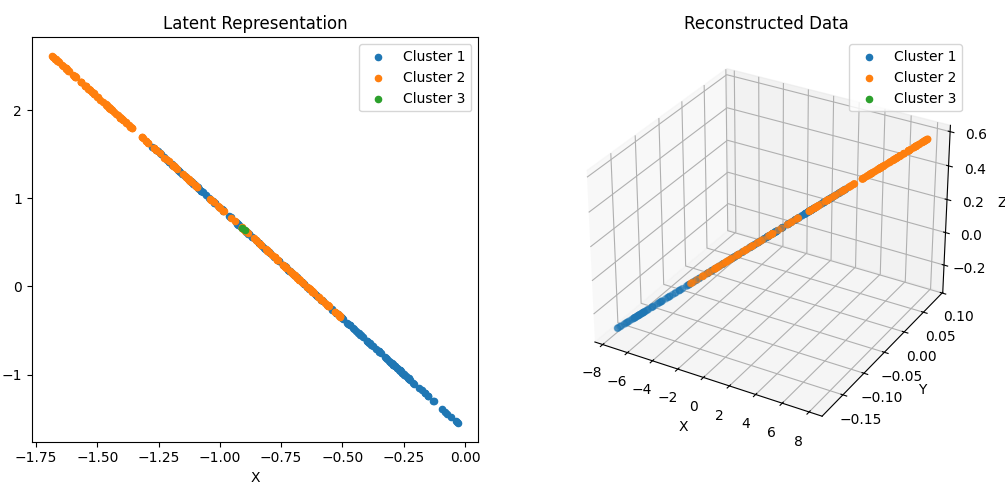 Latent Representation
Cluster 1
Cluster 2
Cluster 3
2
1
0
−1
−1.75 −1.50 −1.25 −1.00 −0.75 −0.50 −0.25 0.00
X
Reconstructed Data
Cluster 1
Cluster 2
Cluster 3
0.6
0.4
0.2
0.0
−0.2
Z
0.10
0.05
0.00
−0.05
−0.10
−0.15
Y
−8 −6 −4 −2 0 2 4 6 8
X